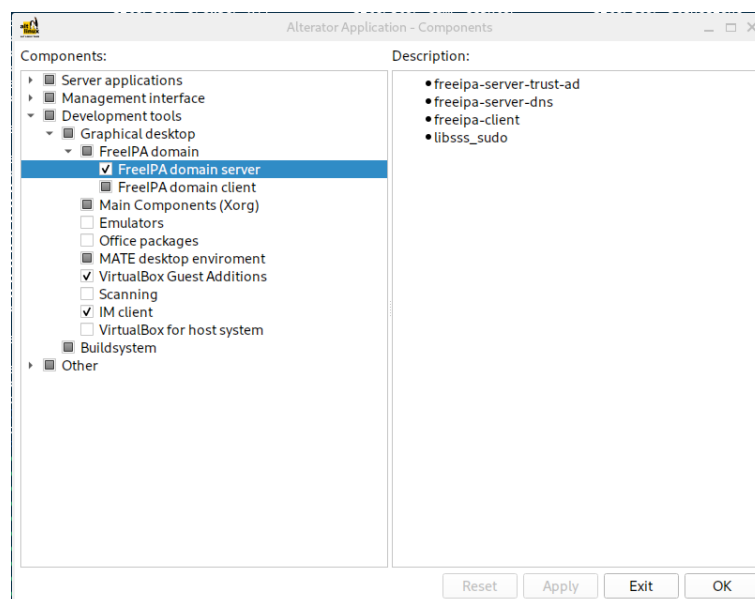 Alterator Application - Components
Components:
Server applications
Management interface
Development tools
Graphical desktop
FreeIPA domain
FreeIPA domain server
FreeIPA domain client
Main Components (Xorg)
Emulators
Office packages
MATE desktop enviroment
VirtualBox Guest Additions
Scanning
IM client
VirtualBox for host system
Buildsystem
Other
Description:
freeipa-server-trust-ad
freeipa-server-dns
freeipa-client
libsss_sudo
Reset
Apply
Exit
OK